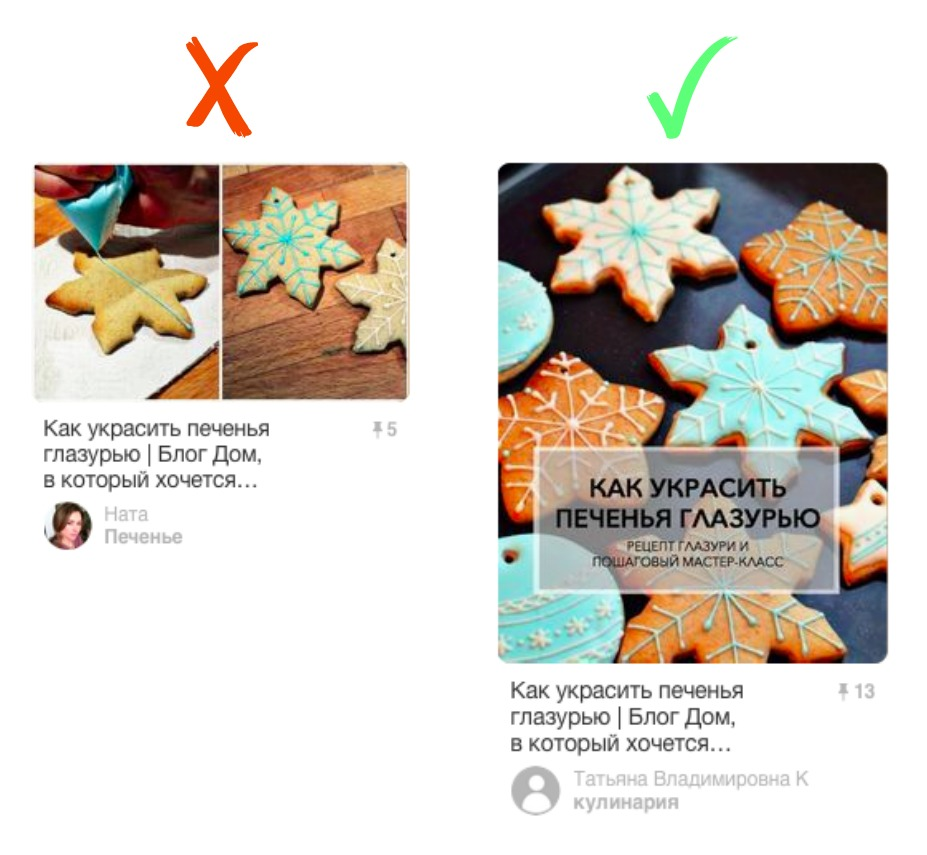 Как украсить печенья
глазурью | Блог Дом,
в который хочется...
5
Ната
Печенье
КАК УКРАСИТЬ
ПЕЧЕНЬЯ ГЛАЗУРЬЮ
РЕЦЕПТ ГЛАЗУРИ И
ПОШАГОВЫЙ МАСТЕР-КЛАСС
Как украсить печенья
глазурью | Блог Дом,
в который хочется...
13
Татьяна Владимировна К
кулинария